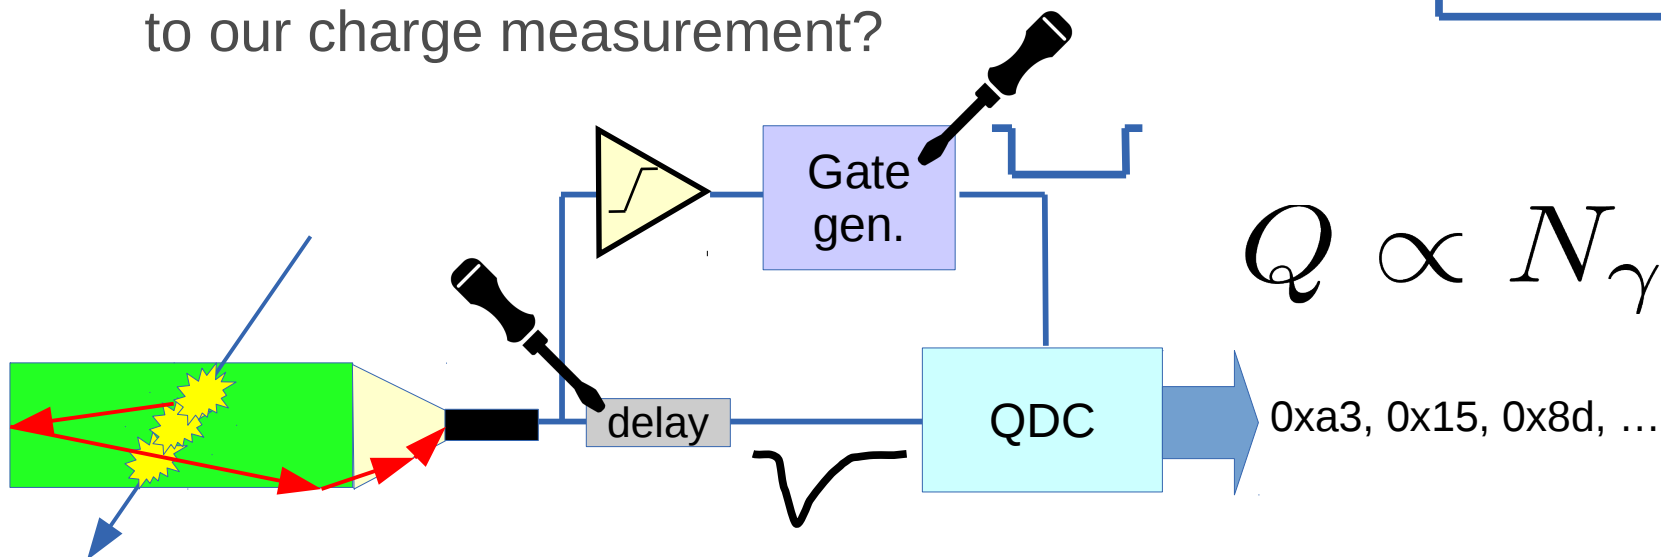 to our charge measurement?
Gate
gen.
Q ∝ N_γ
delay
QDC
0xa3, 0x15, 0x8d, …